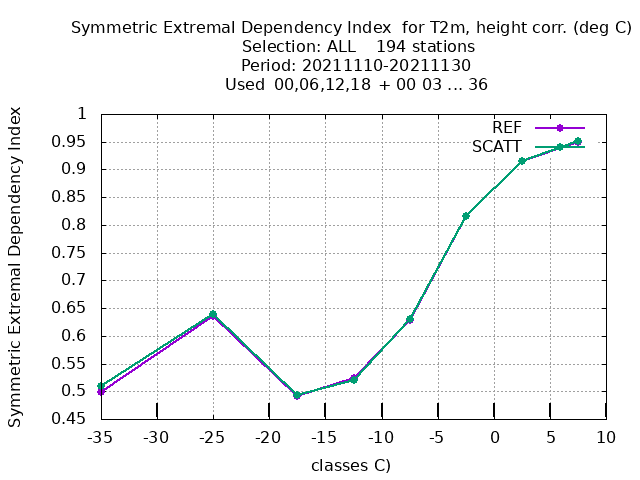 Symmetric Extremal Dependency Index  for T2m, height corr. (deg C)
Selection: ALL    194 stations
Period: 20211110-20211130
Used  00,06,12,18  + 00 03 ... 36
Symmetric Extremal Dependency Index
1
0.95
0.9
0.85
0.8
0.75
0.7
0.65
0.6
0.55
0.5
0.45
REF
SCATT
-35 -30 -25 -20 -15 -10 -5 0 5 10
classes C)